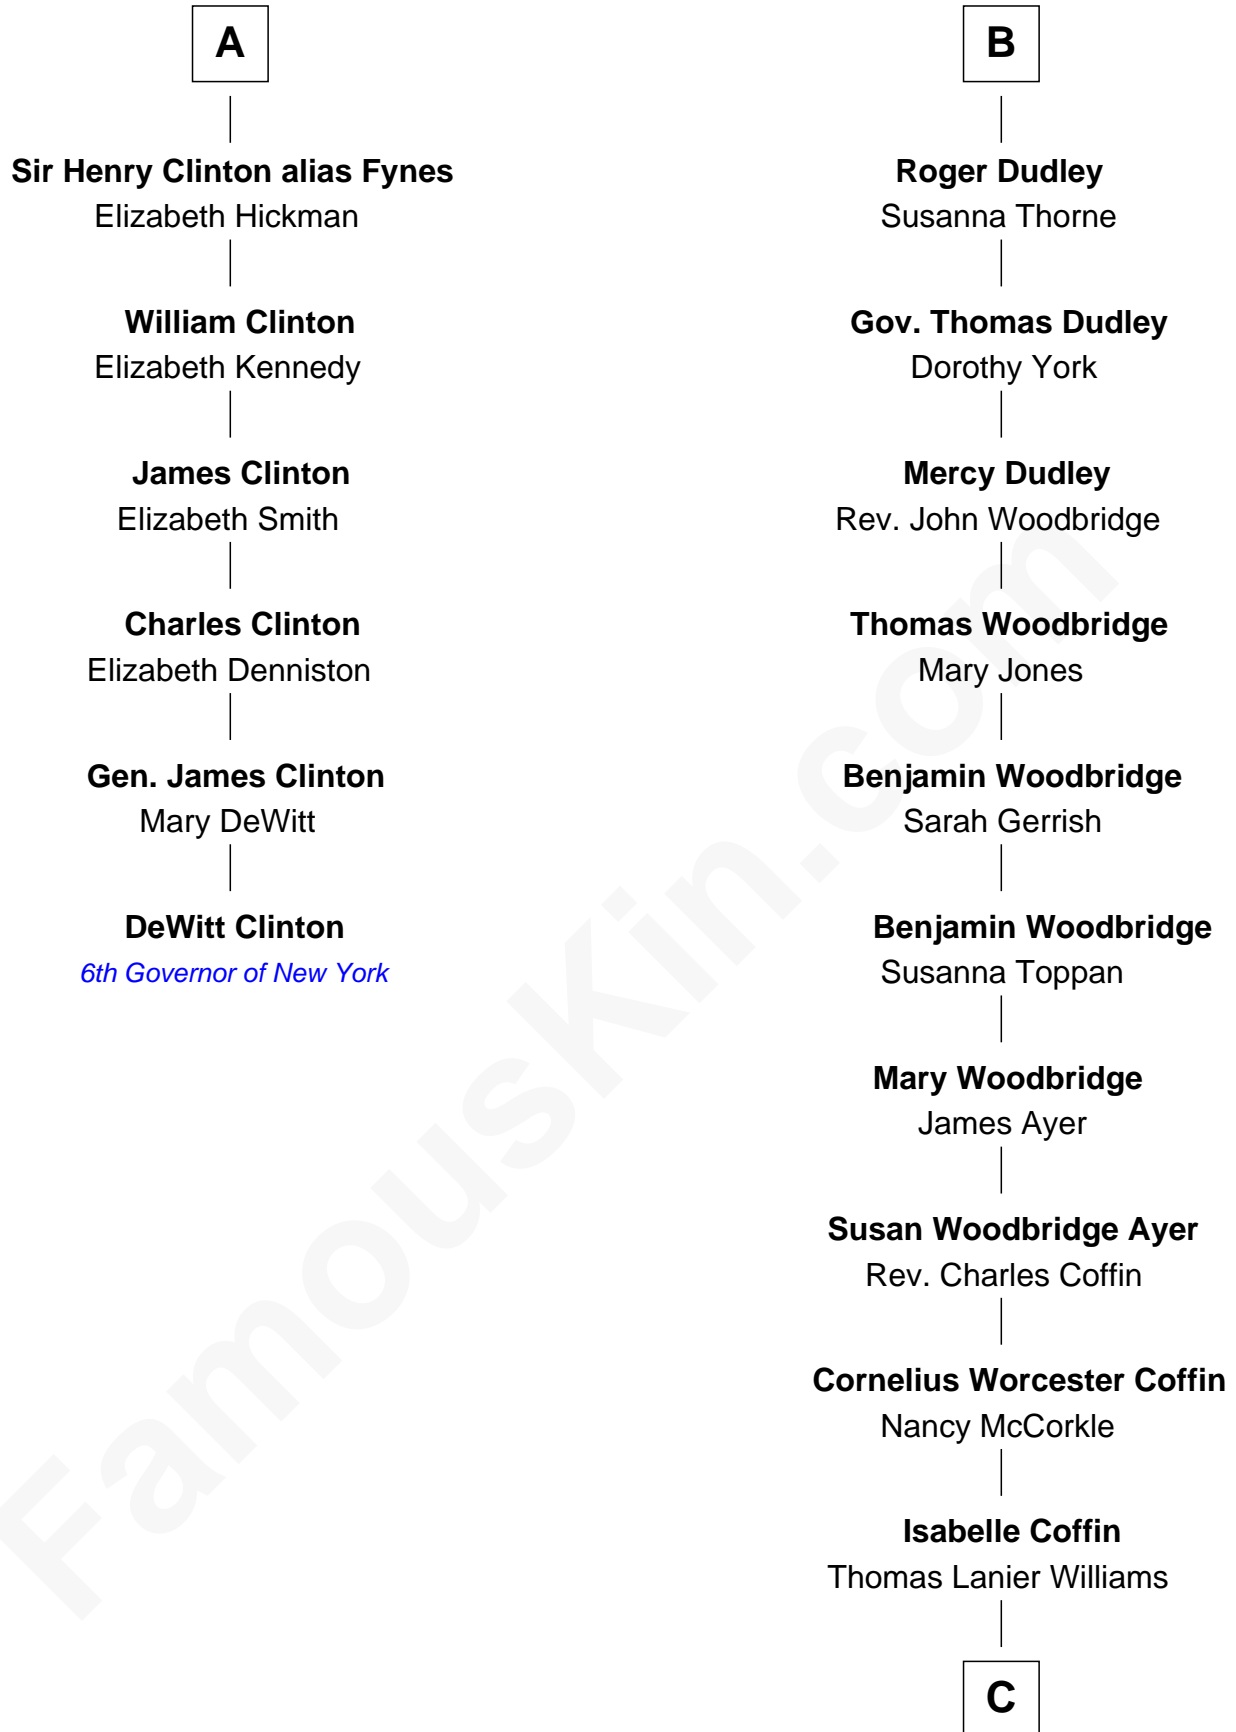 A
Sir Henry Clinton alias Fynes
Elizabeth Hickman
William Clinton
Elizabeth Kennedy
James Clinton
Elizabeth Smith
Charles Clinton
Elizabeth Denniston
Gen. James Clinton
Mary DeWitt
DeWitt Clinton
6th Governor of New York
B
Roger Dudley
Susanna Thorne
Gov. Thomas Dudley
Dorothy York
Mercy Dudley
Rev. John Woodbridge
Thomas Woodbridge
Mary Jones
Benjamin Woodbridge
Sarah Gerrish
Benjamin Woodbridge
Susanna Toppan
Mary Woodbridge
James Ayer
Susan Woodbridge Ayer
Rev. Charles Coffin
Cornelius Worcester Coffin
Nancy McCorkle
Isabelle Coffin
Thomas Lanier Williams
C
FamousKin.com